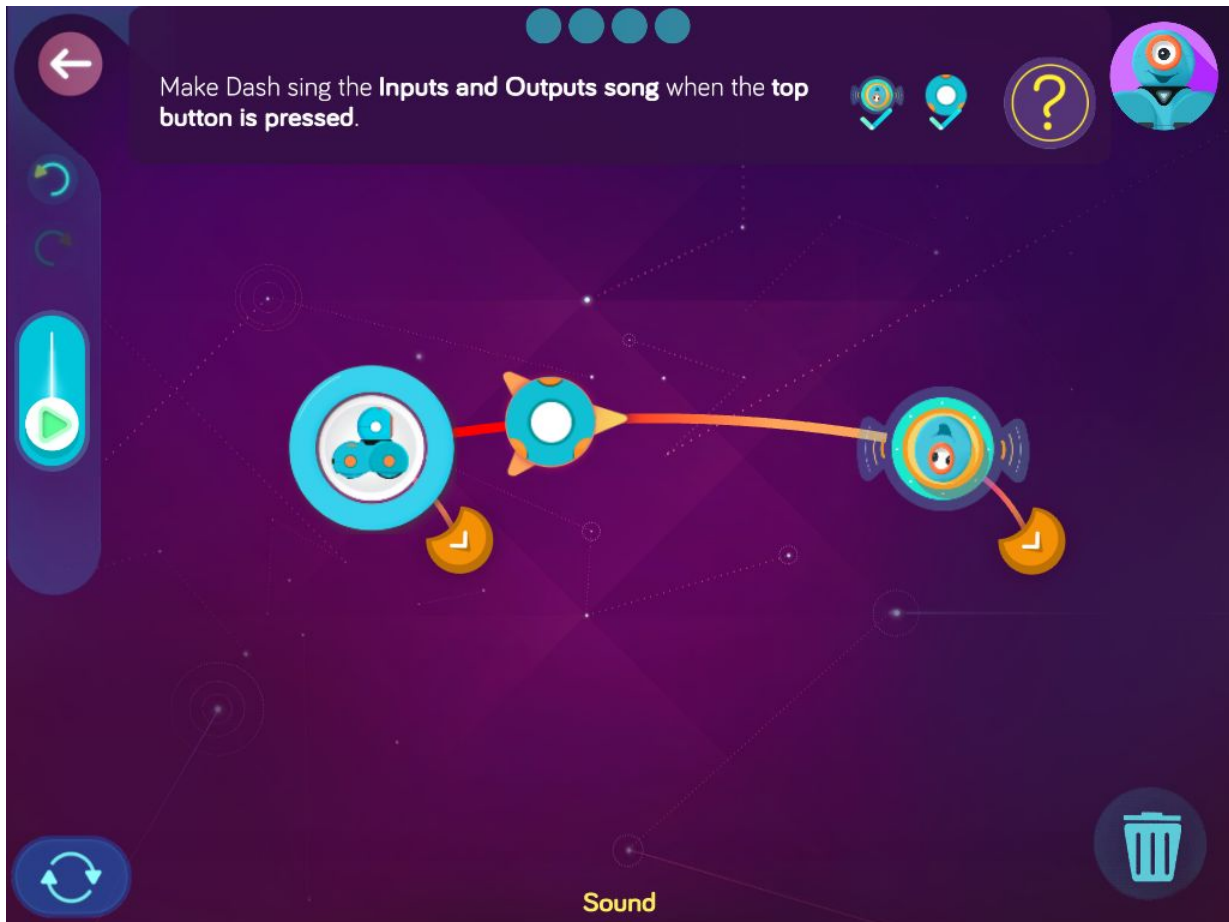 Make Dash sing the Inputs and Outputs song when the top
button is pressed.
?
Sound